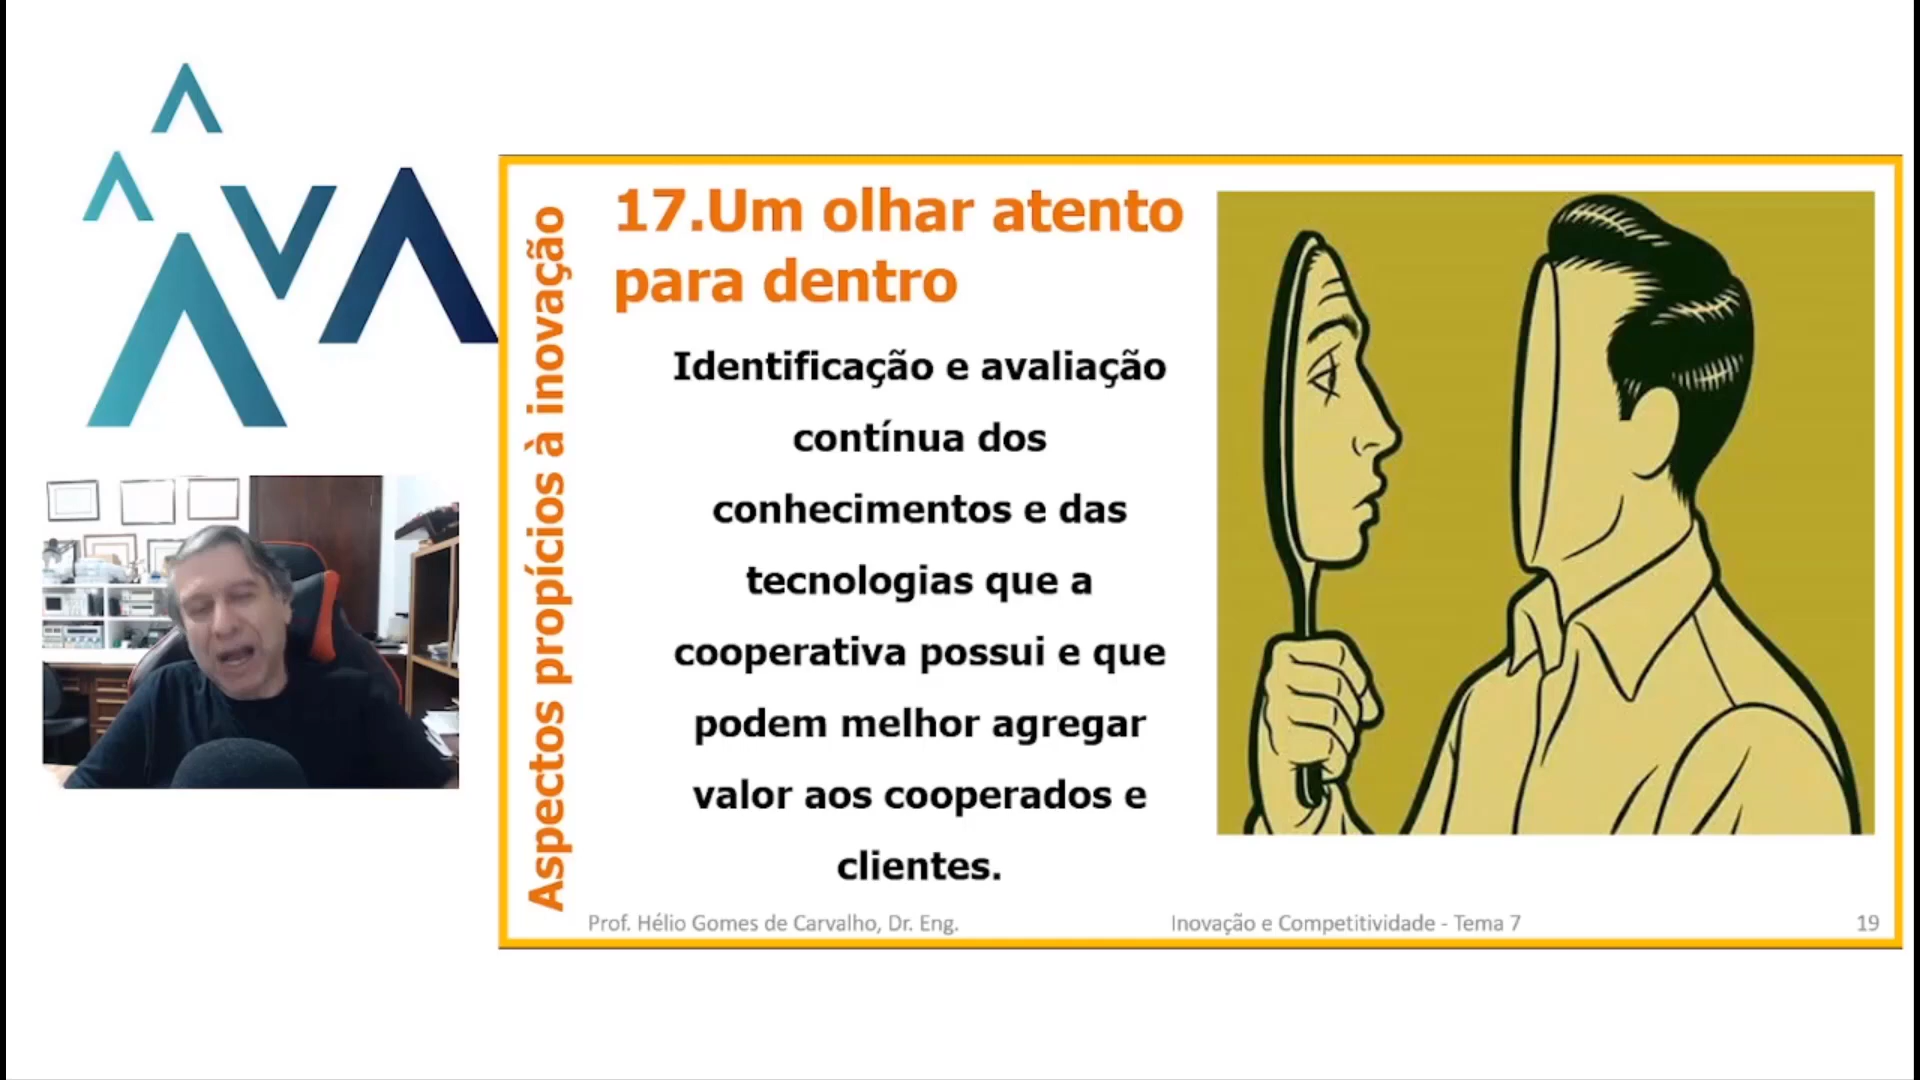 AVA
Aspectos propícios à inovação
17.Um olhar atento
para dentro
Identificação e avaliação
contínua dos
conhecimentos e das
tecnologias que a
cooperativa possui e que
podem melhor agregar
valor aos cooperados e
clientes.
Prof. Hélio Gomes de Carvalho, Dr. Eng.
Inovação e Competitividade - Tema 7
19